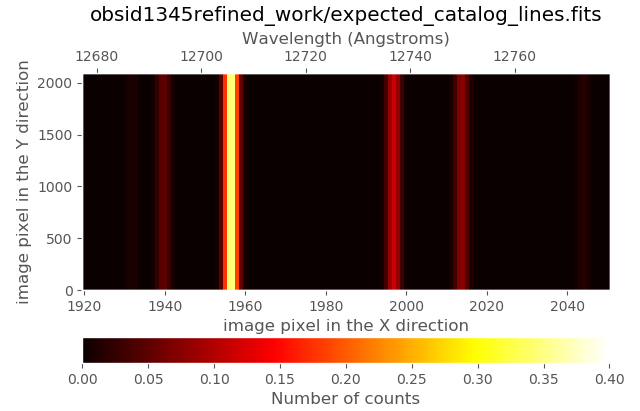 obsid1345refined_work/expected_catalog_lines.fits
Wavelength (Angstroms)
12680 12700 12720 12740 12760
image pixel in the Y direction
2000
1500
1000
500
0
1920 1940 1960 1980 2000 2020 2040
image pixel in the X direction
0.00 0.05 0.10 0.15 0.20 0.25 0.30 0.35 0.40
Number of counts